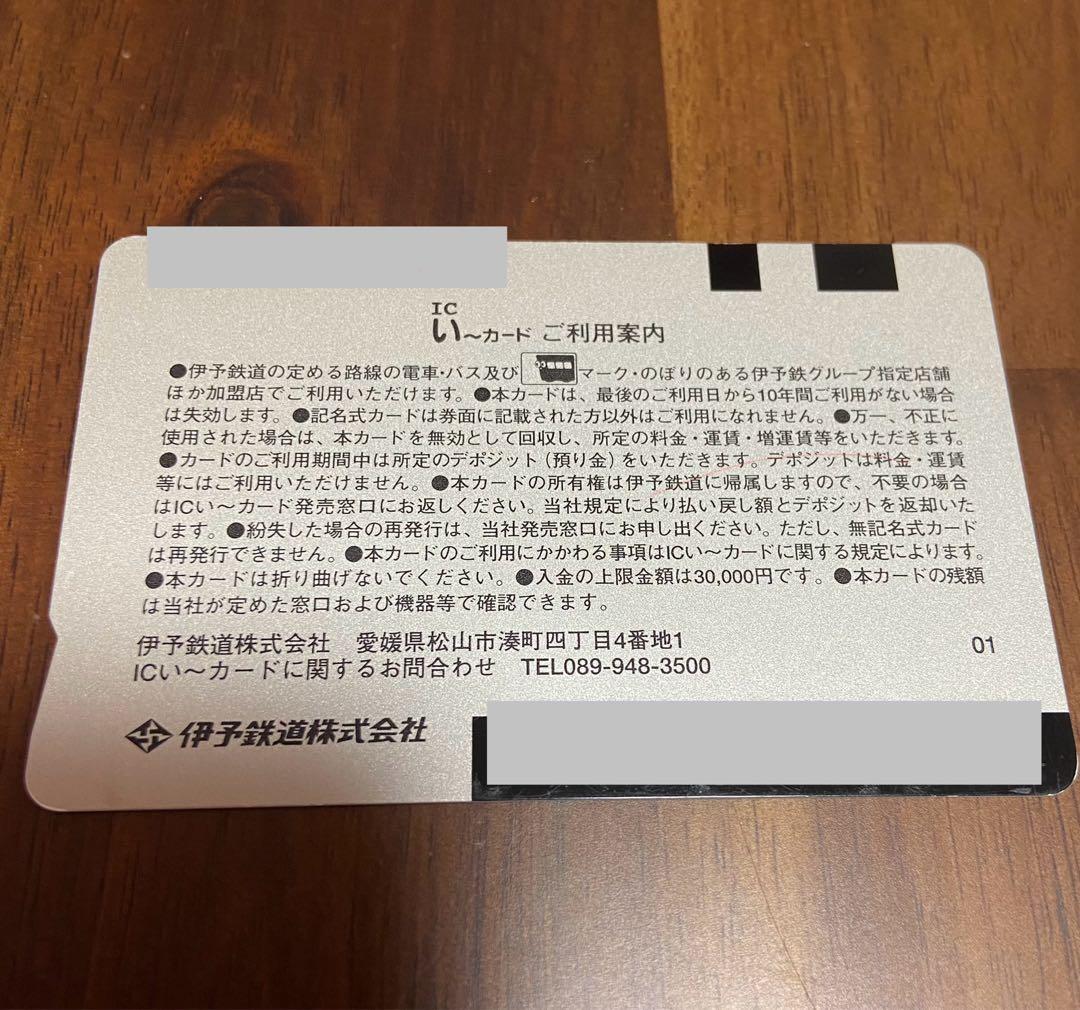 IC
い～カード ご利用案内
●伊予鉄道の定める路線の電車・バス及びマーク・のぼりのある伊予鉄グループ指定店舗
ほか加盟店でご利用いただけます。●本カードは、最後のご利用日から10年間ご利用がない場合
は失効します。●記名式カードは券面に記載された方以外はご利用になれません。●万一、不正に
使用された場合は、本カードを無効として回収し、所定の料金・運賃・増運賃等をいただきます。
●カードのご利用期間中は所定のデポジット(預り金)をいただきます。デポジットは料金・運賃
等にはご利用いただけません。●本カードの所有権は伊予鉄道に帰属しますので、不要の場合
はICい～カード発売窓口にお返しください。当社規定により払い戻し額とデポジットを返却いた
します。●紛失した場合の再発行は、当社発売窓口にお申し出ください。ただし、無記名式カード
は再発行できません。●本カードのご利用にかかわる事項はICい～カードに関する規定によります。
●本カードは折り曲げないでください。●入金の上限金額は30,000円です。●本カードの残額
は当社が定めた窓口および機器等で確認できます。
伊予鉄道株式会社 愛媛県松山市湊町四丁目4番地1
01
ICい～カードに関するお問合わせ TEL089-948-3500
伊予鉄道株式会社